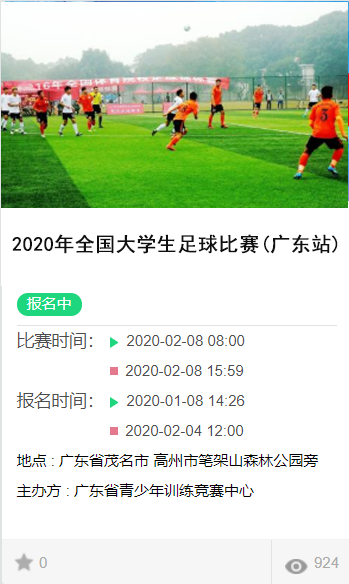 2020年全国大学生足球比赛(广东站)
报名中
比赛时间： 2020-02-08 08:00
2020-02-08 15:59
报名时间： 2020-01-08 14:26
2020-02-04 12:00
地点 : 广东省茂名市 高州市笔架山森林公园旁
主办方 : 广东省青少年训练竞赛中心
0 924